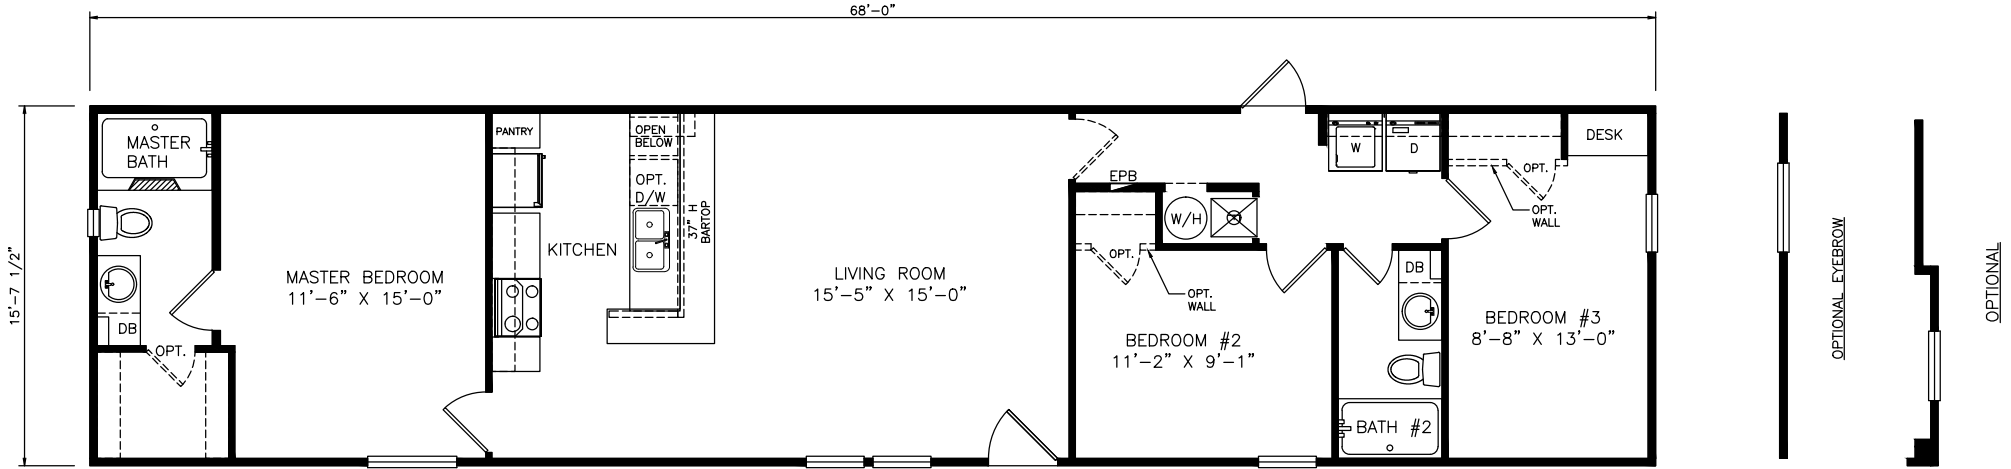 68'-0"
15'-7 1/2"
MASTER
BATH
DB
OPT.
MASTER BEDROOM
11'-6" X 15'-0"
PANTRY
KITCHEN
OPEN
BELOW
OPT.
D/W
37" H
BARTOP
LIVING ROOM
15'-5" X 15'-0"
EPB
W/H
OPT.
OPT.
WALL
BEDROOM #2
11'-2" X 9'-1"
W
D
DB
BATH #2
DESK
OPT.
OPT.
WALL
BEDROOM #3
8'-8" X 13'-0"
OPTIONAL EYEBROW
OPTIONAL